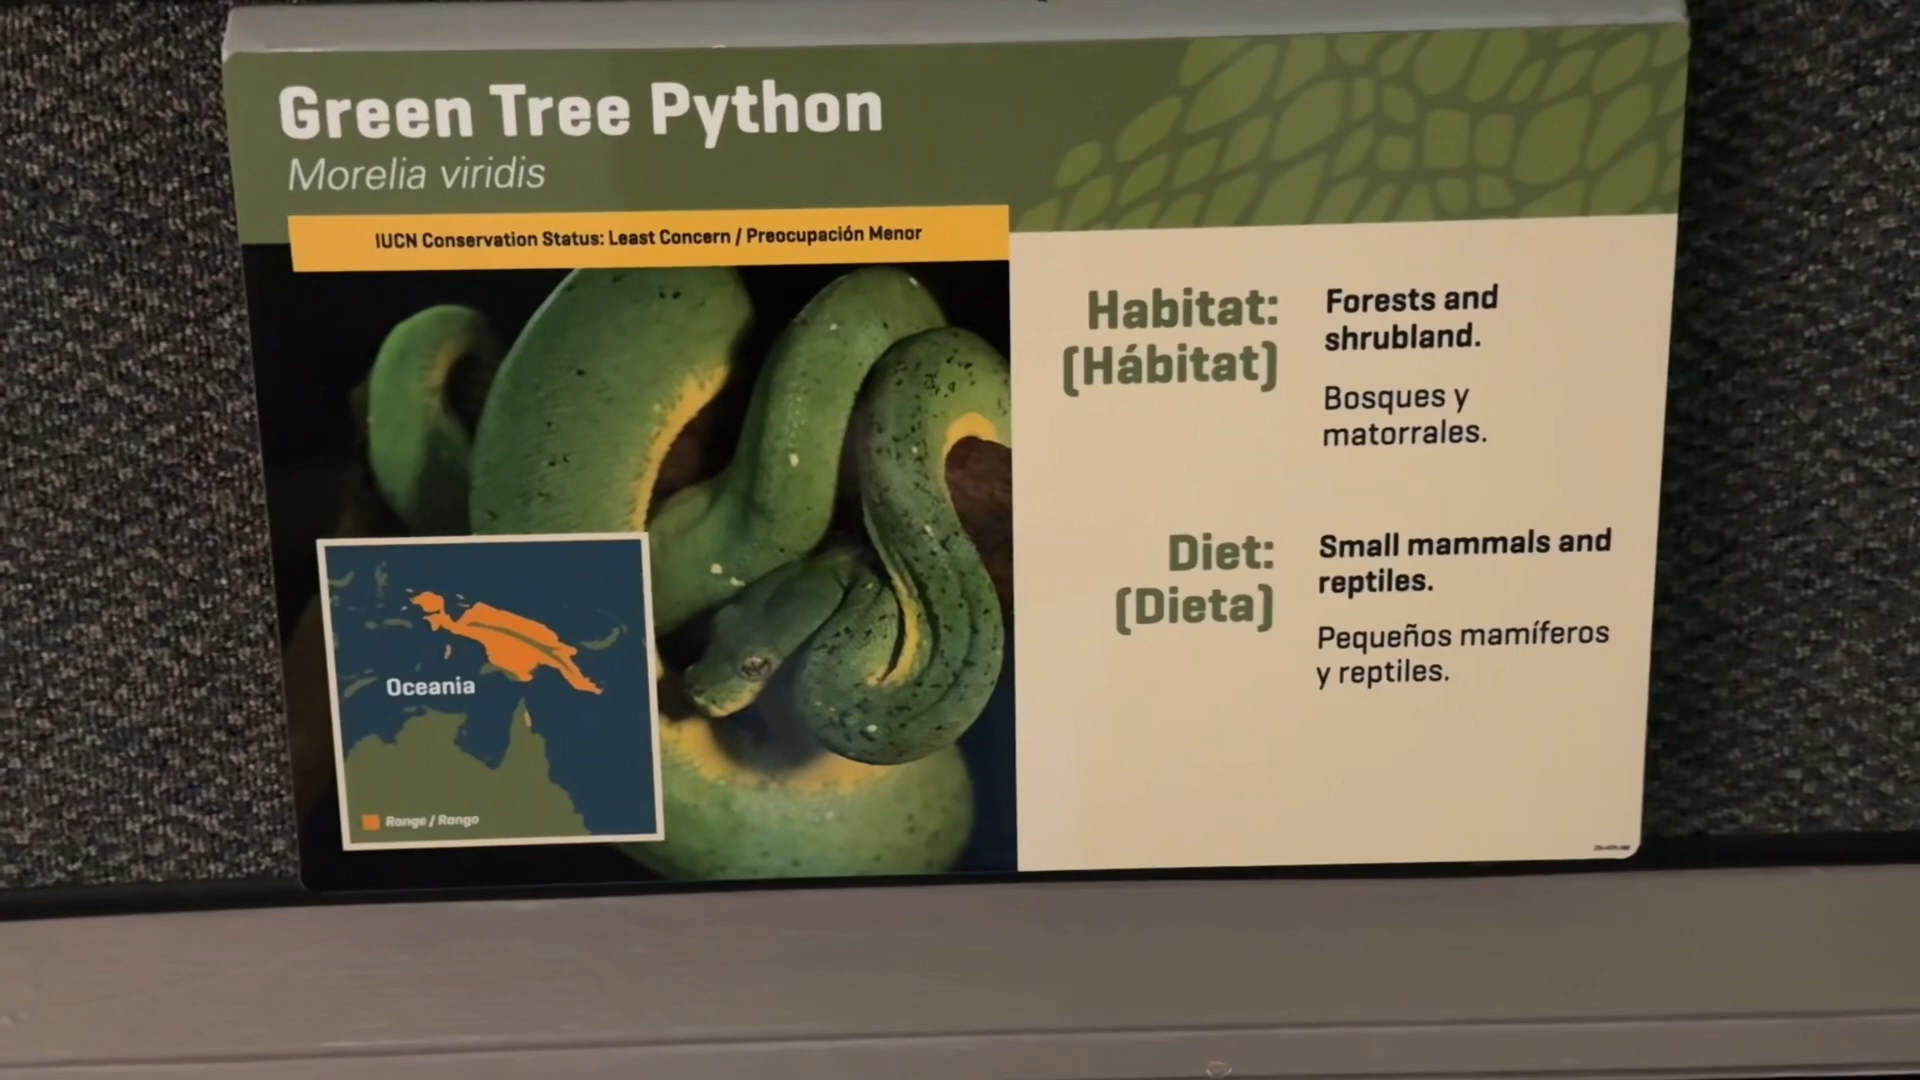 Green Tree Python
Morelia viridis
IUCN Conservation Status: Least Concern / Preocupación Menor
Habitat:
(Hábitat)
Forests and
shrubland.
Bosques y
matorrales.
Diet:
(Dieta)
Small mammals and
reptiles.
Pequeños mamíferos
y reptiles.
Oceania
Range / Rango